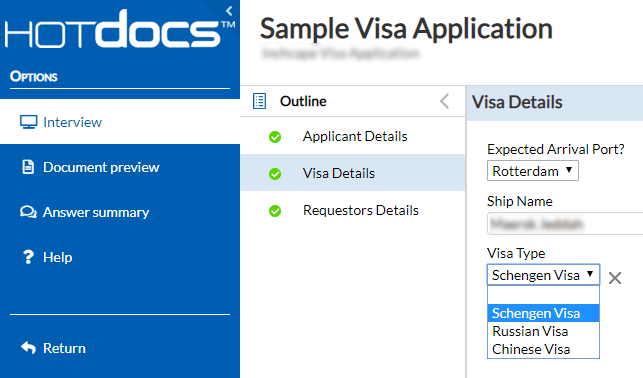 HOTDOCS™
OPTIONS
Interview
Document preview
Answer summary
Help
Return
Sample Visa Application
Inchcape Visa Application
Outline
Applicant Details
Visa Details
Requestors Details
Visa Details
Expected Arrival Port?
Rotterdam
Ship Name
Maersk Jeddah
Visa Type
Schengen Visa
Schengen Visa
Russian Visa
Chinese Visa